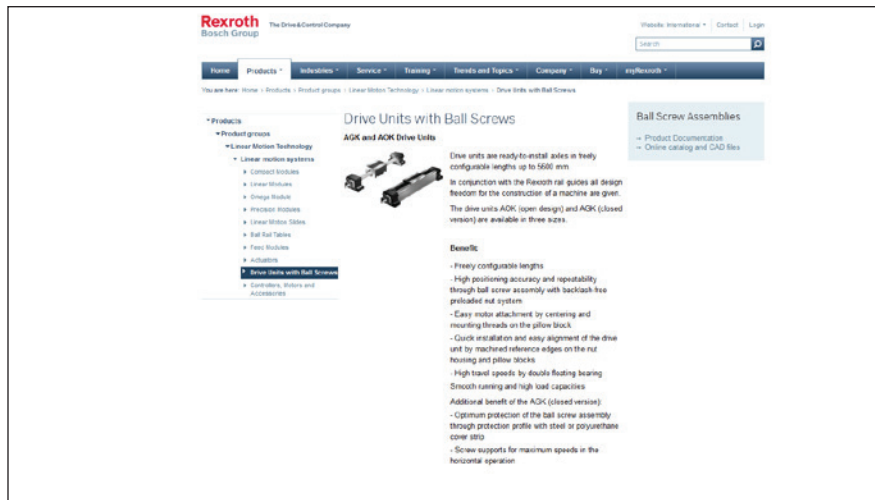 Rexroth
Bosch Group
The Drive & Control Company
Website: International
Contact
Login
Search
Home
Products
Industries
Service
Training
Trends and Topics
Company
Buy
myRexroth
You are here: Home > Products > Product groups > Linear Motion Technology > Linear motion systems > Drive Units with Ball Screws
Products
Product groups
Linear Motion Technology
Linear motion systems
Compact Modules
Linear Modules
Omega Module
Precision Modules
Linear Motion Slides
Ball Rail Tables
Feed Modules
Actuators
Drive Units with Ball Screws
Controllers, Motors and
Accessories
Drive Units with Ball Screws
AGK and AOK Drive Units
Drive units are ready-to-install axles in freely
configurable lengths up to 5600 mm
In conjunction with the Rexroth rail guides all design
freedom for the construction of a machine are given.
The drive units AOK (open design) and AGK (closed
version) are available in three sizes.
Benefits
- Freely configurable lengths
- High positioning accuracy and repeatability
through ball screw assembly with backlash-free
preloaded nut system
- Easy motor attachment by centering and
mounting threads on the pillow block
- Quick installation and easy alignment of the drive
unit by machined reference edges on the nut
housing and pillow blocks
- High travel speeds by double floating bearing
Smooth running and high load capacities
Additional benefit of the AGK (closed version):
- Optimum protection of the ball screw assembly
through protection profile with steel or polyurethane
cover strip
- Screw supports for maximum speeds in the
horizontal operation
Ball Screw Assemblies
→ Product Documentation
→ Online catalog and CAD files